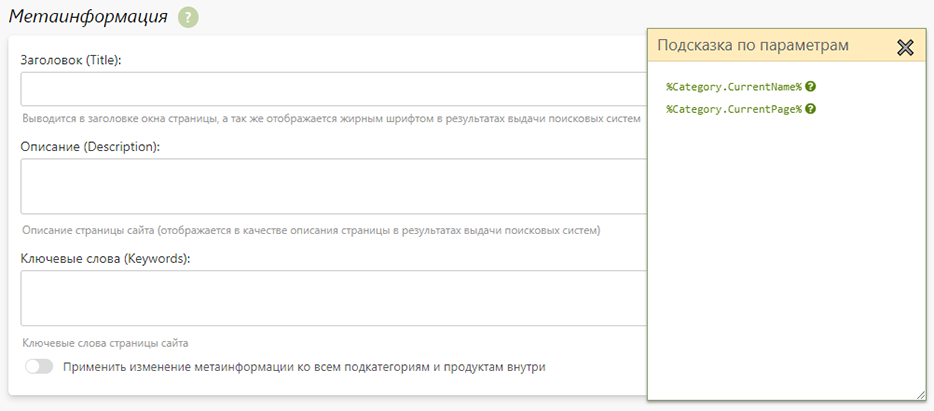 Метаинформация ?
Заголовок (Title):
Выводится в заголовке окна страницы, а так же отображается жирным шрифтом в результатах выдачи поисковых систем
Описание (Description):
Описание страницы сайта (отображается в качестве описания страницы в результатах выдачи поисковых систем)
Ключевые слова (Keywords):
Ключевые слова страницы сайта
Применить изменение метаинформации ко всем подкатегориям и продуктам внутри
Подсказка по параметрам
%Category.CurrentName% ?
%Category.CurrentPage% ?